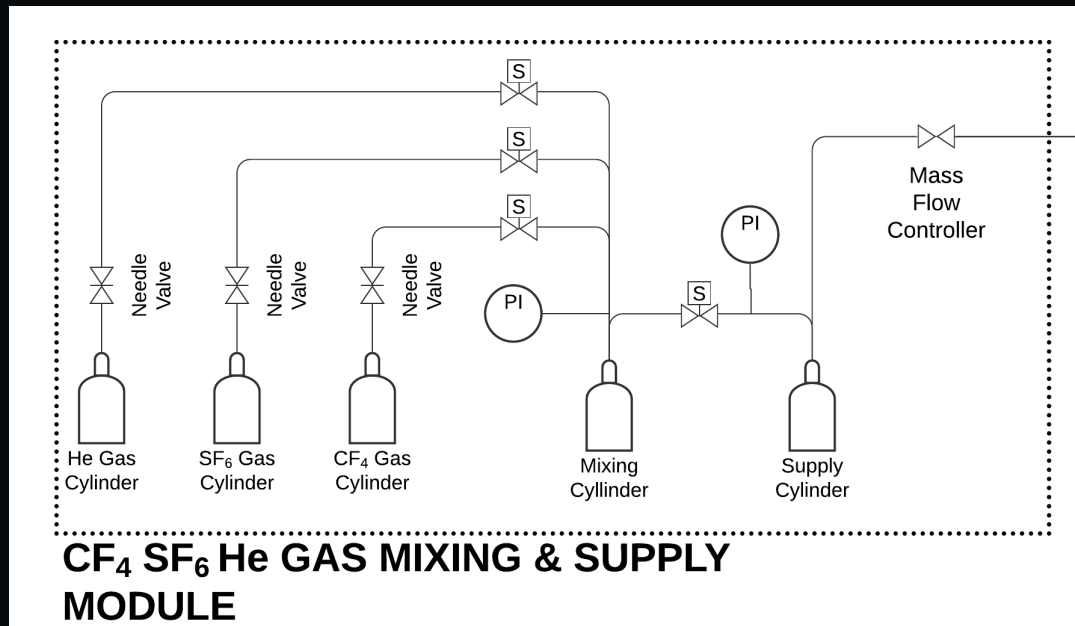 S
S
S
Mass
Flow
Controller
PI
Needle
Valve
Needle
Valve
Needle
Valve
PI
S
He Gas
Cylinder
SF₆ Gas
Cylinder
CF₄ Gas
Cylinder
Mixing
Cyllinder
Supply
Cylinder
CF₄ SF₆ He GAS MIXING & SUPPLY
MODULE